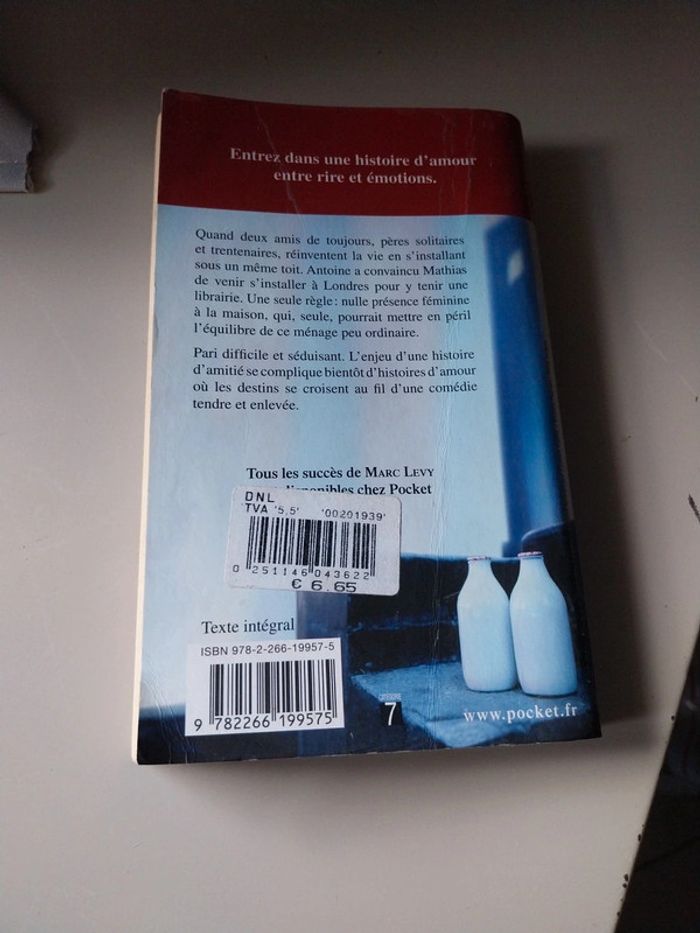 Entrez dans une histoire d'amour
entre rire et émotions.
Quand deux amis de toujours, pères solitaires
et trentenaires, réinventent la vie en s'installant
sous un même toit. Antoine a convaincu Mathias
de venir s'installer à Londres pour y tenir une
librairie. Une seule règle : nulle présence féminine
à la maison, qui, seule, pourrait mettre en péril
l'équilibre de ce ménage peu ordinaire.
Pari difficile et séduisant. L'enjeu d'une histoire
d'amitié se complique bientôt d'histoires d'amour
où les destins se croisent au fil d'une comédie
tendre et enlevée.
Tous les succès de MARC LEVY
disponibles chez Pocket
DNL
TVA '5,5' '00201939'
0 251146 043622
€ 6.65
Texte intégral
ISBN 978-2-266-19957-5
9 782266 199575
CATÉGORIE
7
www.pocket.fr